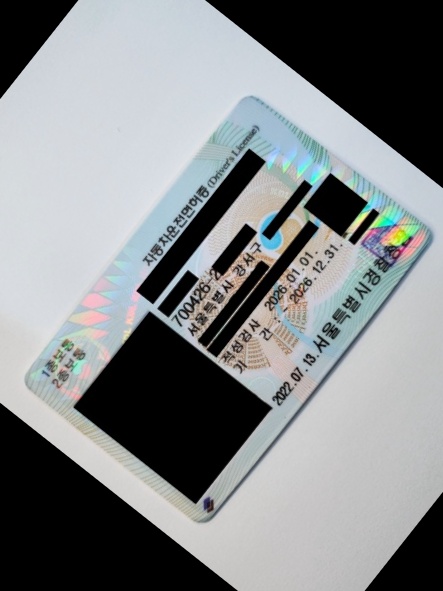 자동차운전면허증 (Driver's License)
1종보통
2종보통
700426-2
서울특별시 강서구
적성검사 2026.01.01.
기 간 ~ 2026.12.31.
2022.07.13. 서울특별시경찰